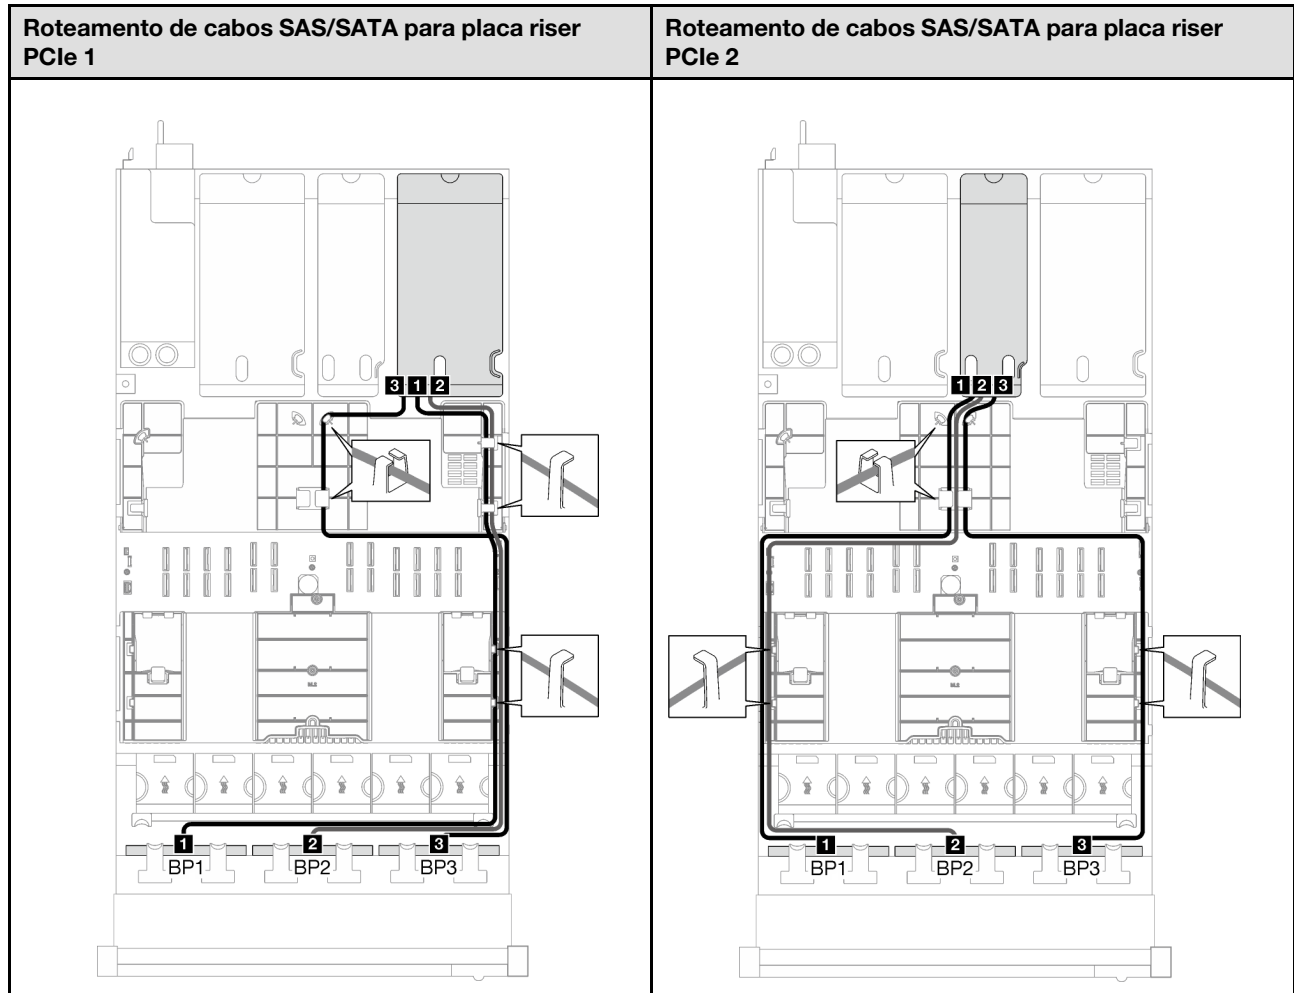 Roteamento de cabos SAS/SATA para placa riser
PCIe 1
Roteamento de cabos SAS/SATA para placa riser
PCIe 2
3 1 2
1 2 3
BP1 BP2 BP3
1 2 3
1 2 3
BP1 BP2 BP3